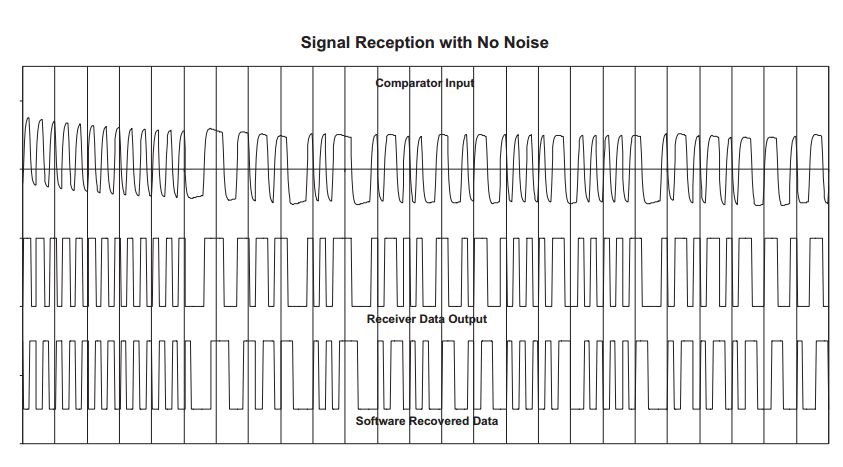 Signal Reception with No Noise
Comparator Input
Receiver Data Output
Software Recovered Data